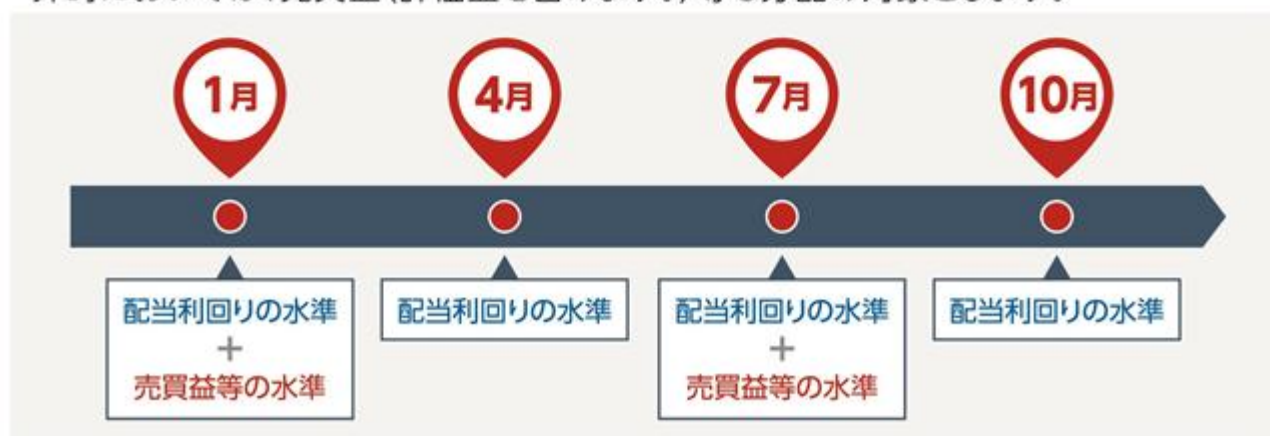 1月
4月
7月
10月
配当利回りの水準
+
売買益等の水準
配当利回りの水準
配当利回りの水準
+
売買益等の水準
配当利回りの水準